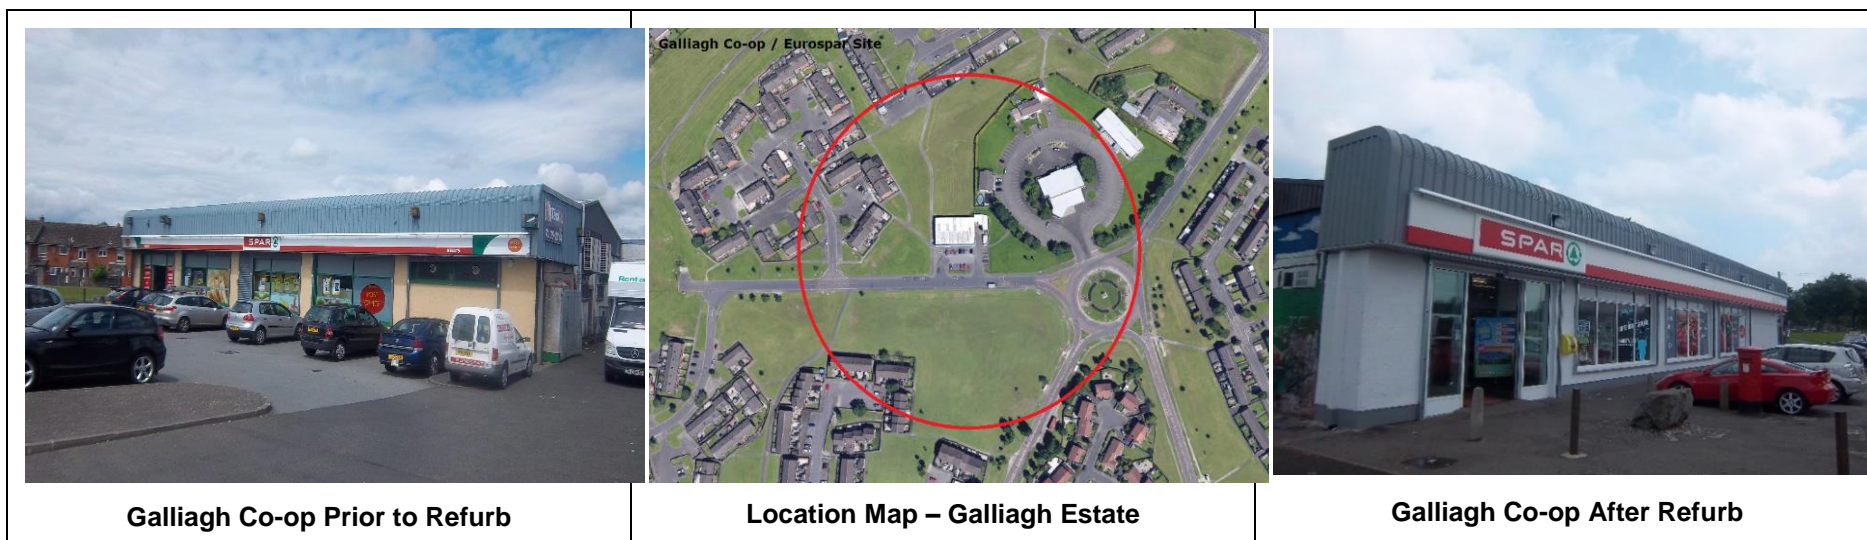 SPAR
Rent
Galliagh Co-op Prior to Refurb
Galliagh Co-op / Eurospar Site
Location Map – Galliagh Estate
SPAR
Galliagh Co-op After Refurb